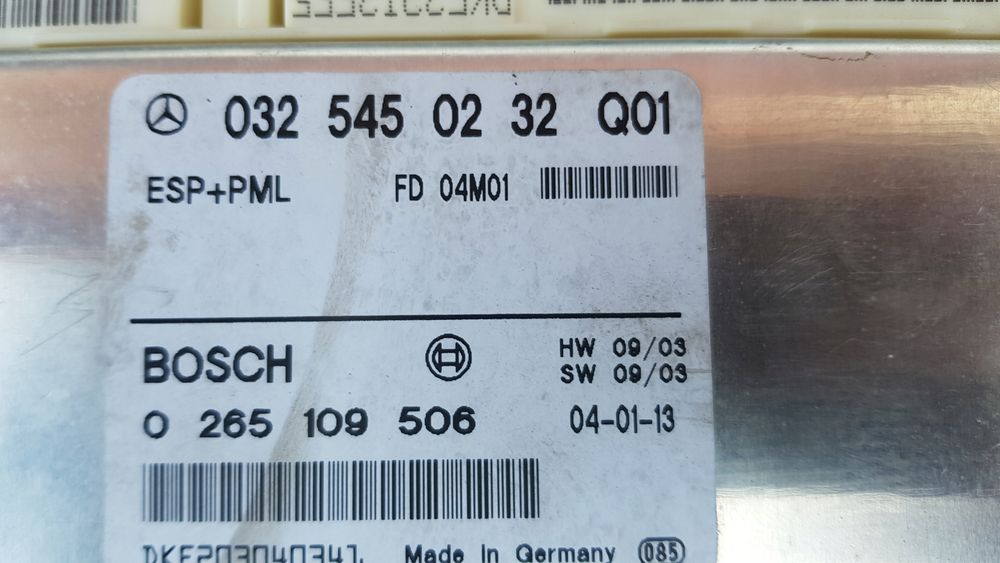 032 545 02 32 Q01
ESP+PML FD 04M01
BOSCH HW 09/03
SW 09/03
0 265 109 506 04-01-13
Made in Germany 085